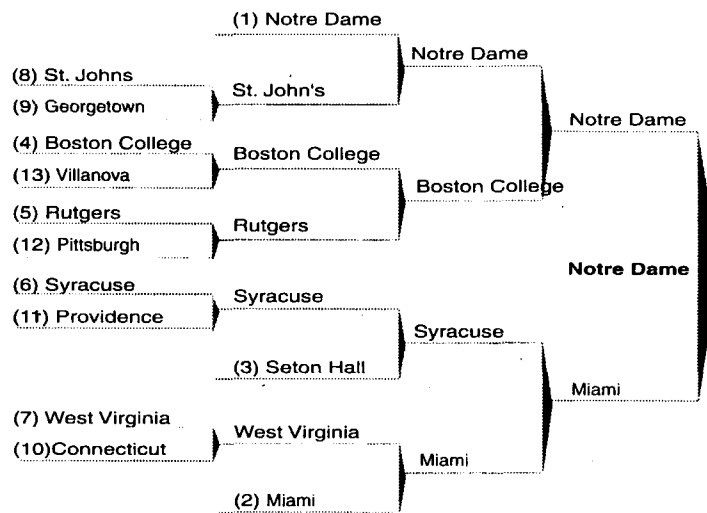 (1) Notre Dame
Notre Dame
(8) St. Johns
St. John's
(9) Georgetown
Notre Dame
(4) Boston College
Boston College
(13) Villanova
Boston College
(5) Rutgers
Rutgers
(12) Pittsburgh
Notre Dame
(6) Syracuse
Syracuse
(11) Providence
Syracuse
(3) Seton Hall
Miami
(7) West Virginia
West Virginia
(10)Connecticut
Miami
(2) Miami